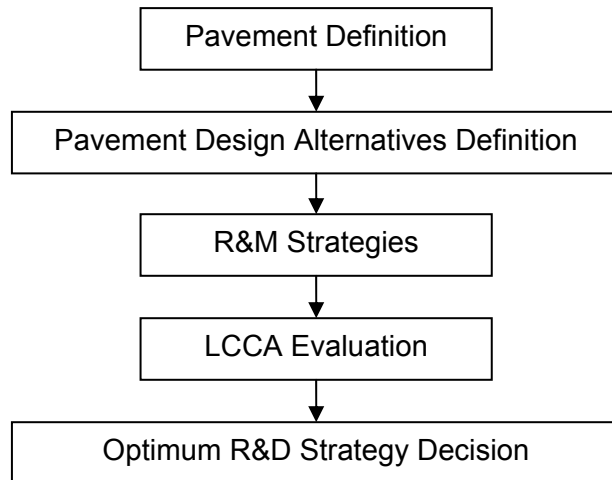 Pavement Definition
Pavement Design Alternatives Definition
R&M Strategies
LCCA Evaluation
Optimum R&D Strategy Decision